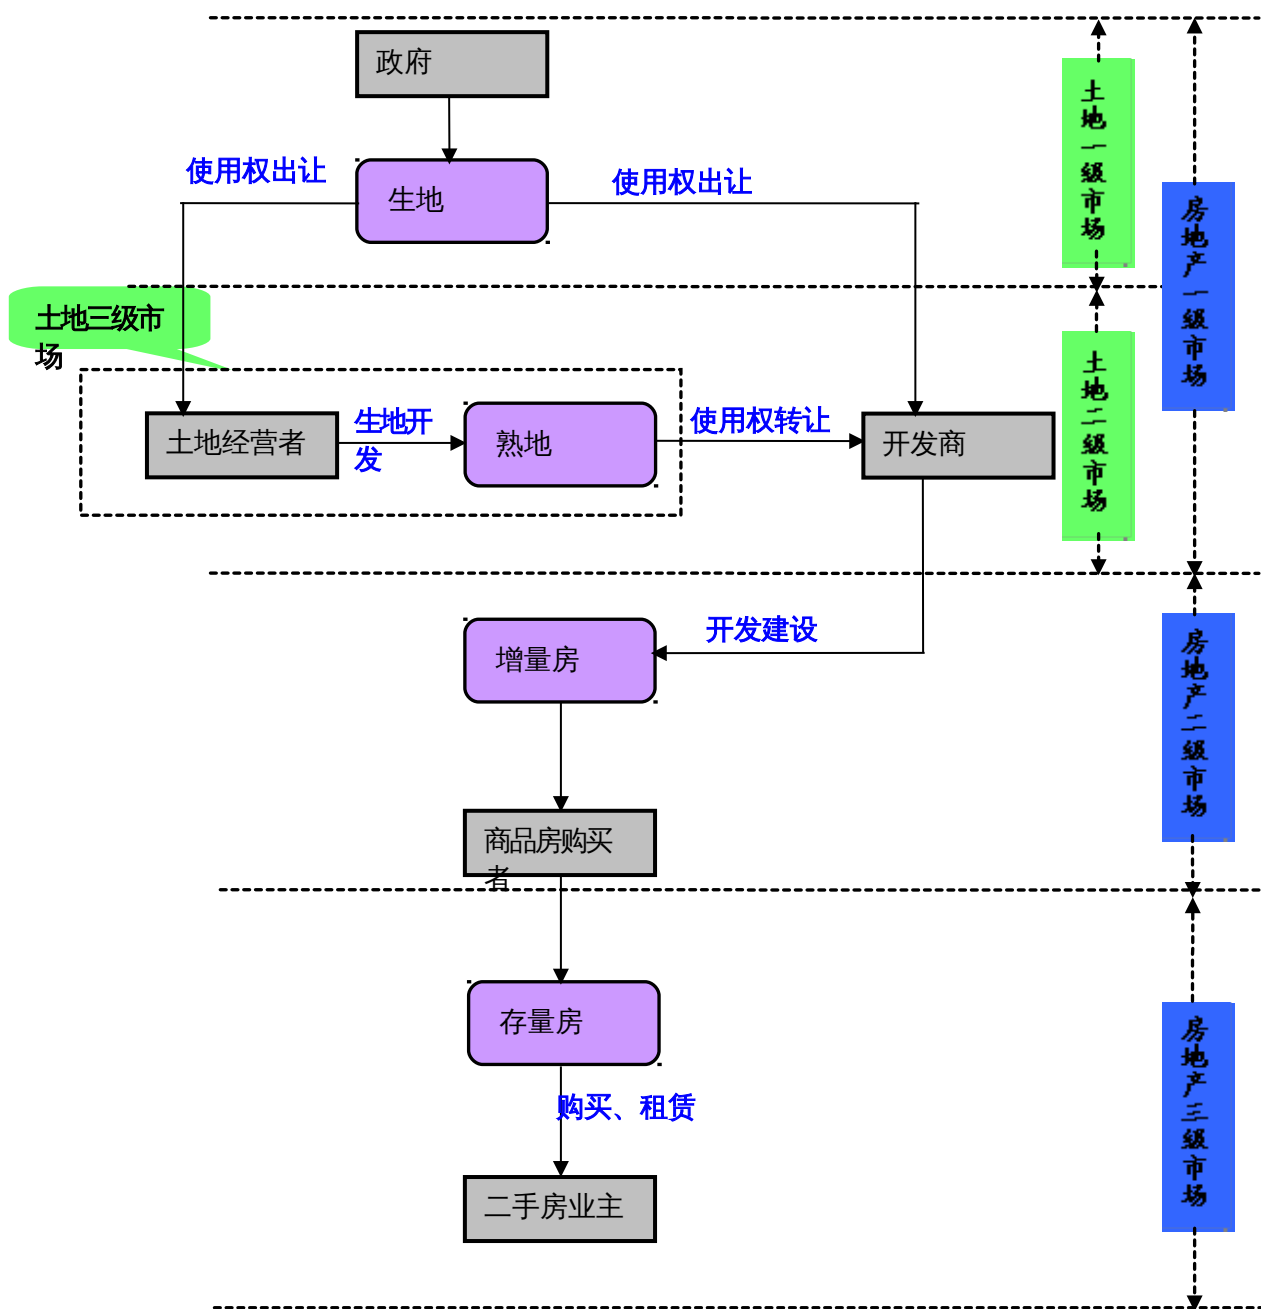 政府
使用权出让
使用权出让
生地
土地一级市场
房地产一级市场
土地三级市
场
土地经营者
生地开
发
熟地
使用权转让
开发商
土地二级市场
开发建设
增量房
房地产二级市场
商品房购买
者
存量房
房地产三级市场
购买、租赁
二手房业主